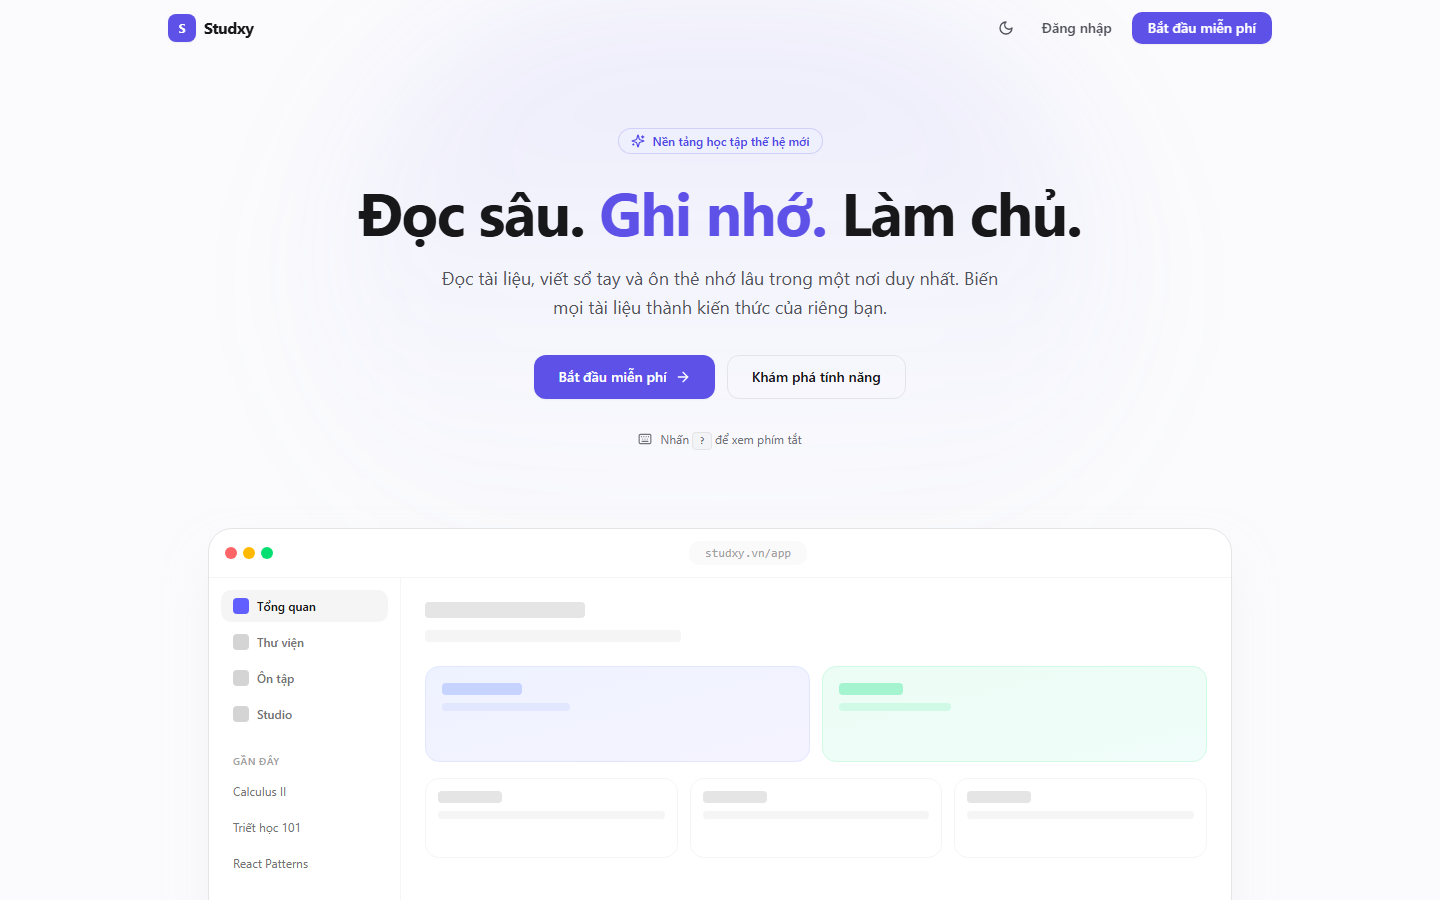 S Studxy
Đăng nhập
Bắt đầu miễn phí
Nền tảng học tập thế hệ mới
Đọc sâu. Ghi nhớ. Làm chủ.
Đọc tài liệu, viết sổ tay và ôn thẻ nhớ lâu trong một nơi duy nhất. Biến
mọi tài liệu thành kiến thức của riêng bạn.
Bắt đầu miễn phí →
Khám phá tính năng
Nhấn ? để xem phím tắt
studxy.vn/app
Tổng quan
Thư viện
Ôn tập
Studio
GẦN ĐÂY
Calculus II
Triết học 101
React Patterns